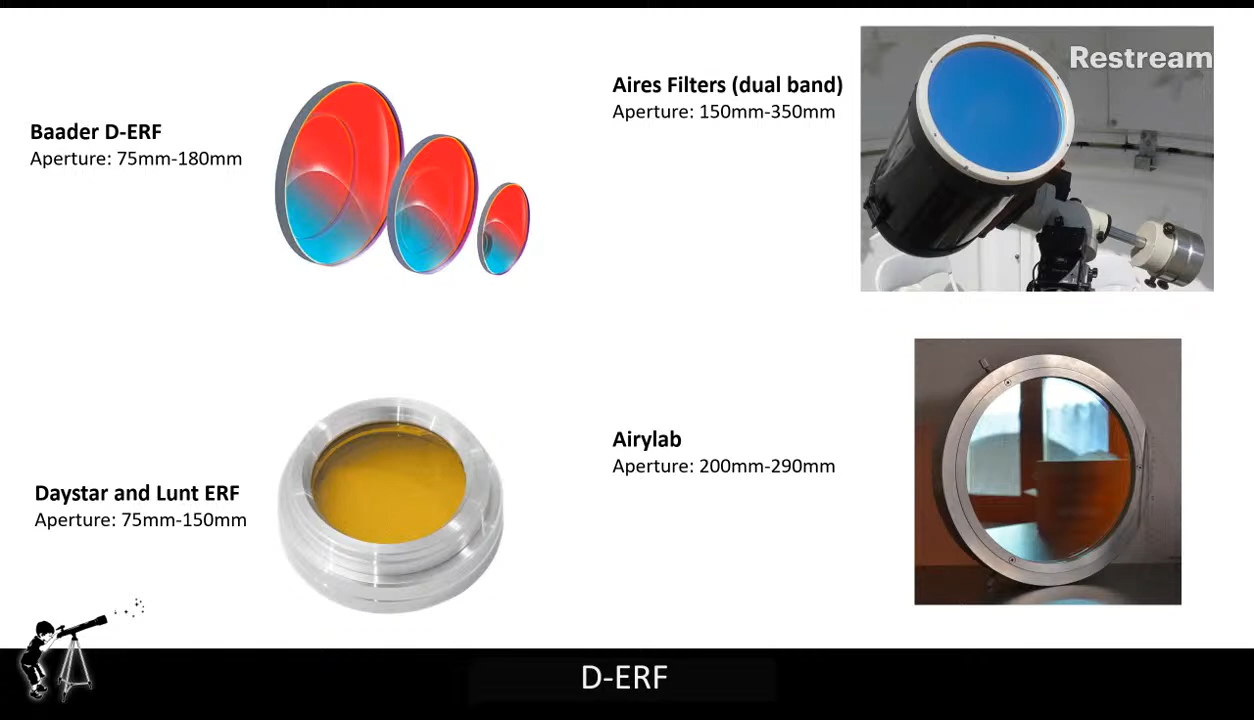 Baader D-ERF
Aperture: 75mm-180mm
Aires Filters (dual band)
Aperture: 150mm-350mm
Restream
Daystar and Lunt ERF
Aperture: 75mm-150mm
Airylab
Aperture: 200mm-290mm
D-ERF